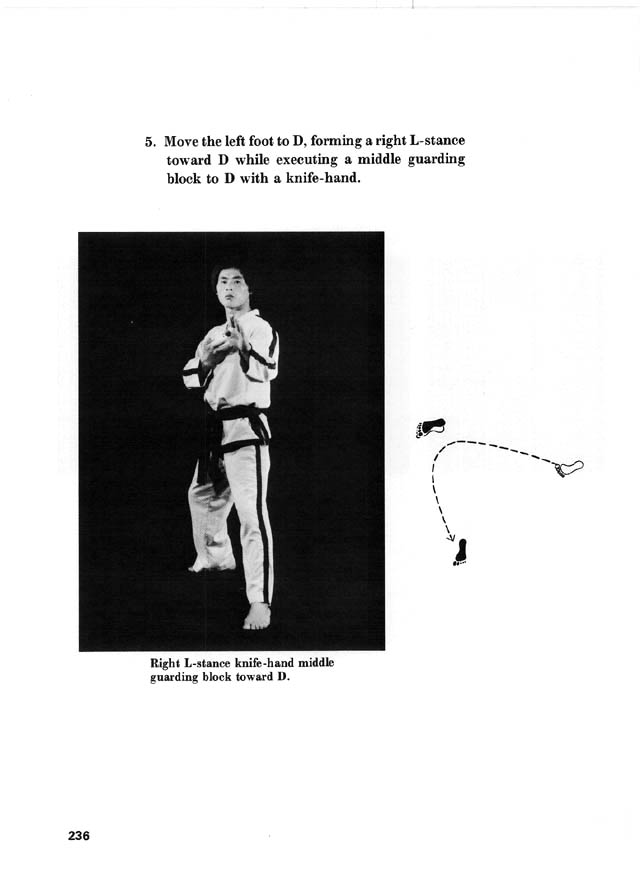 5. Move the left foot to D, forming a right L-stance
toward D while executing a middle guarding
block to D with a knife-hand.
Right L-stance knife-hand middle
guarding block toward D.
236